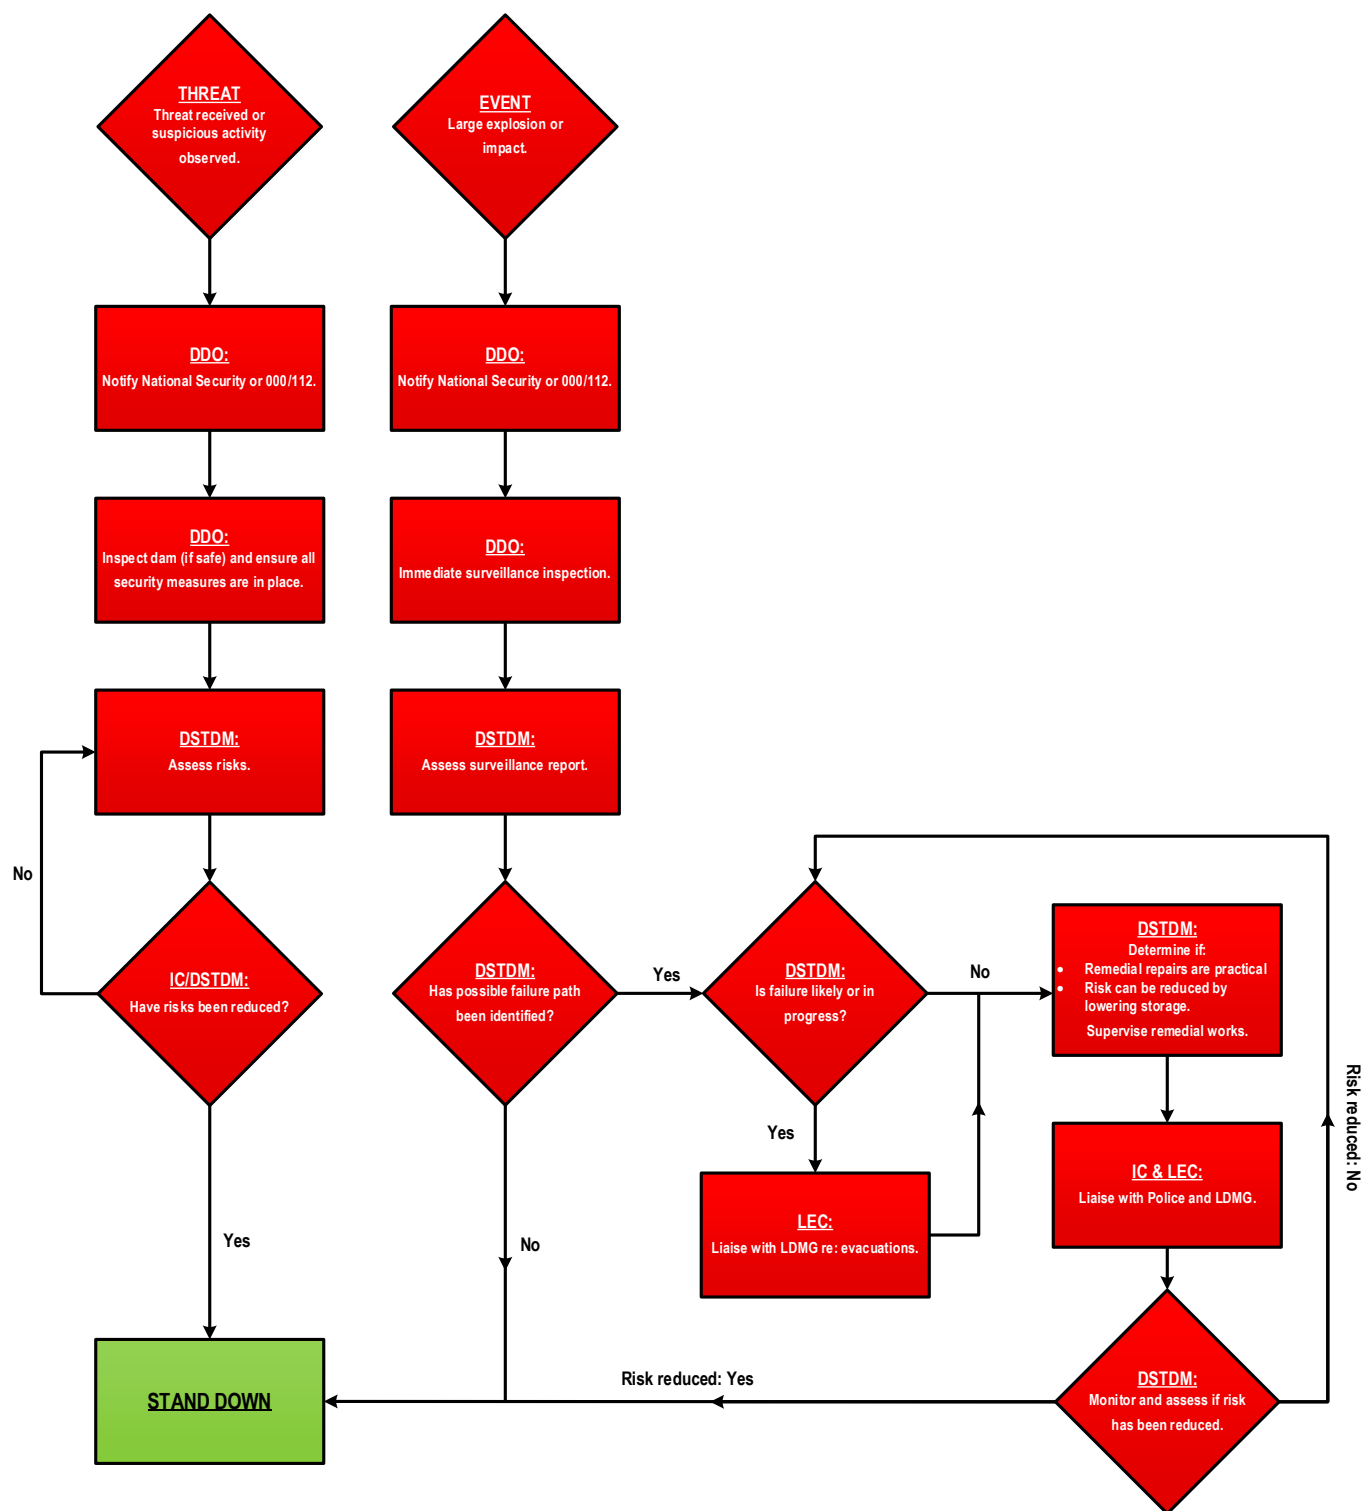 THREAT
Threat received or
suspicious activity
observed.
EVENT
Large explosion or
impact.
DDO:
Notify National Security or 000/112.
DDO:
Notify National Security or 000/112.
DDO:
Inspect dam (if safe) and ensure all
security measures are in place.
DDO:
Immediate surveillance inspection.
DSTDM:
Assess risks.
DSTDM:
Assess surveillance report.
No
IC/DSTDM:
Have risks been reduced?
DSTDM:
Has possible failure path
been identified?
Yes
DSTDM:
Is failure likely or in
progress?
No
DSTDM:
Determine if:
• Remedial repairs are practical
• Risk can be reduced by
lowering storage.
Supervise remedial works.
Risk reduced: No
Yes
IC & LEC:
Liaise with Police and LDMG.
LEC:
Liaise with LDMG re: evacuations.
Yes
No
STAND DOWN
Risk reduced: Yes
DSTDM:
Monitor and assess if risk
has been reduced.